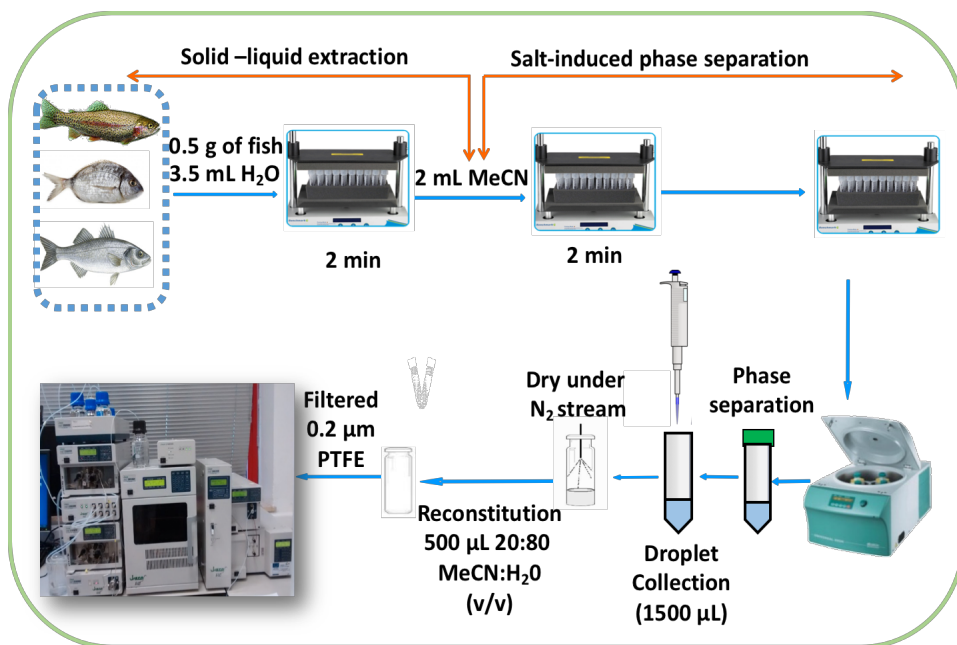 Solid –liquid extraction
Salt-induced phase separation
0.5 g of fish
3.5 mL H₂O
2 mL MeCN
2 min
2 min
Phase
separation
Dry under
N₂ stream
Filtered
0.2 µm
PTFE
Reconstitution
500 µL 20:80
MeCN:H₂0
(v/v)
Droplet
Collection
(1500 µL)